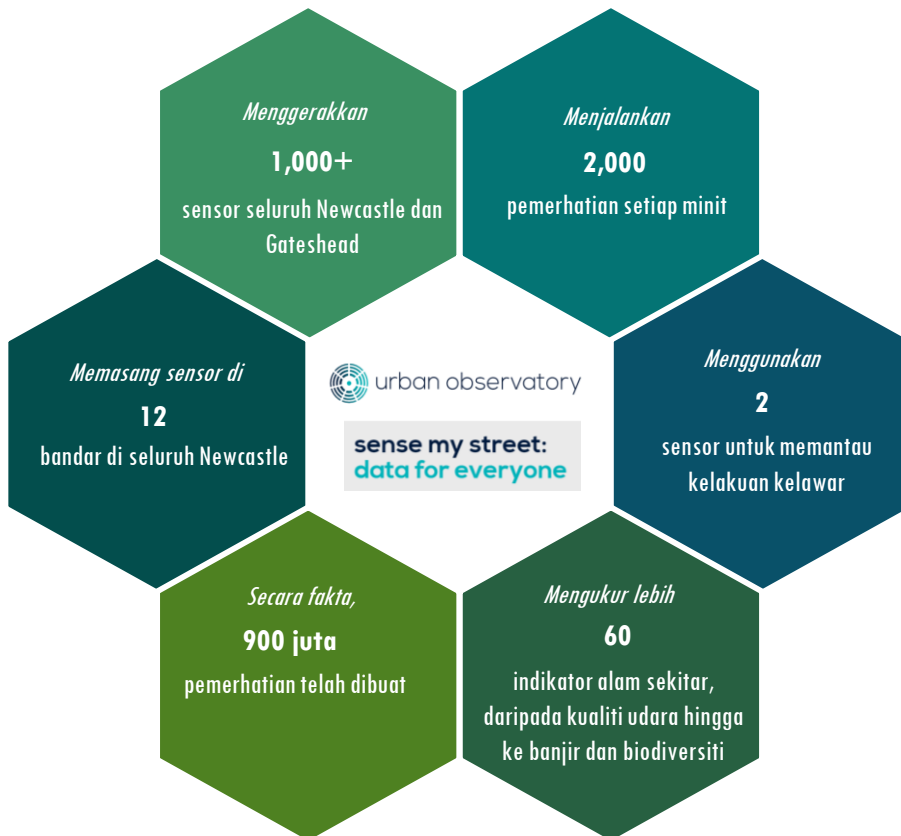 Menggerakkan
1,000+
sensor seluruh Newcastle dan
Gateshead
Menjalankan
2,000
pemerhatian setiap minit
Memasang sensor di
12
bandar di seluruh Newcastle
urban observatory
sense my street:
data for everyone
Menggunakan
2
sensor untuk memantau
kelakuan kelawar
Secara fakta,
900 juta
pemerhatian telah dibuat
Mengukur lebih
60
indikator alam sekitar,
daripada kualiti udara hingga
ke banjir dan biodiversiti